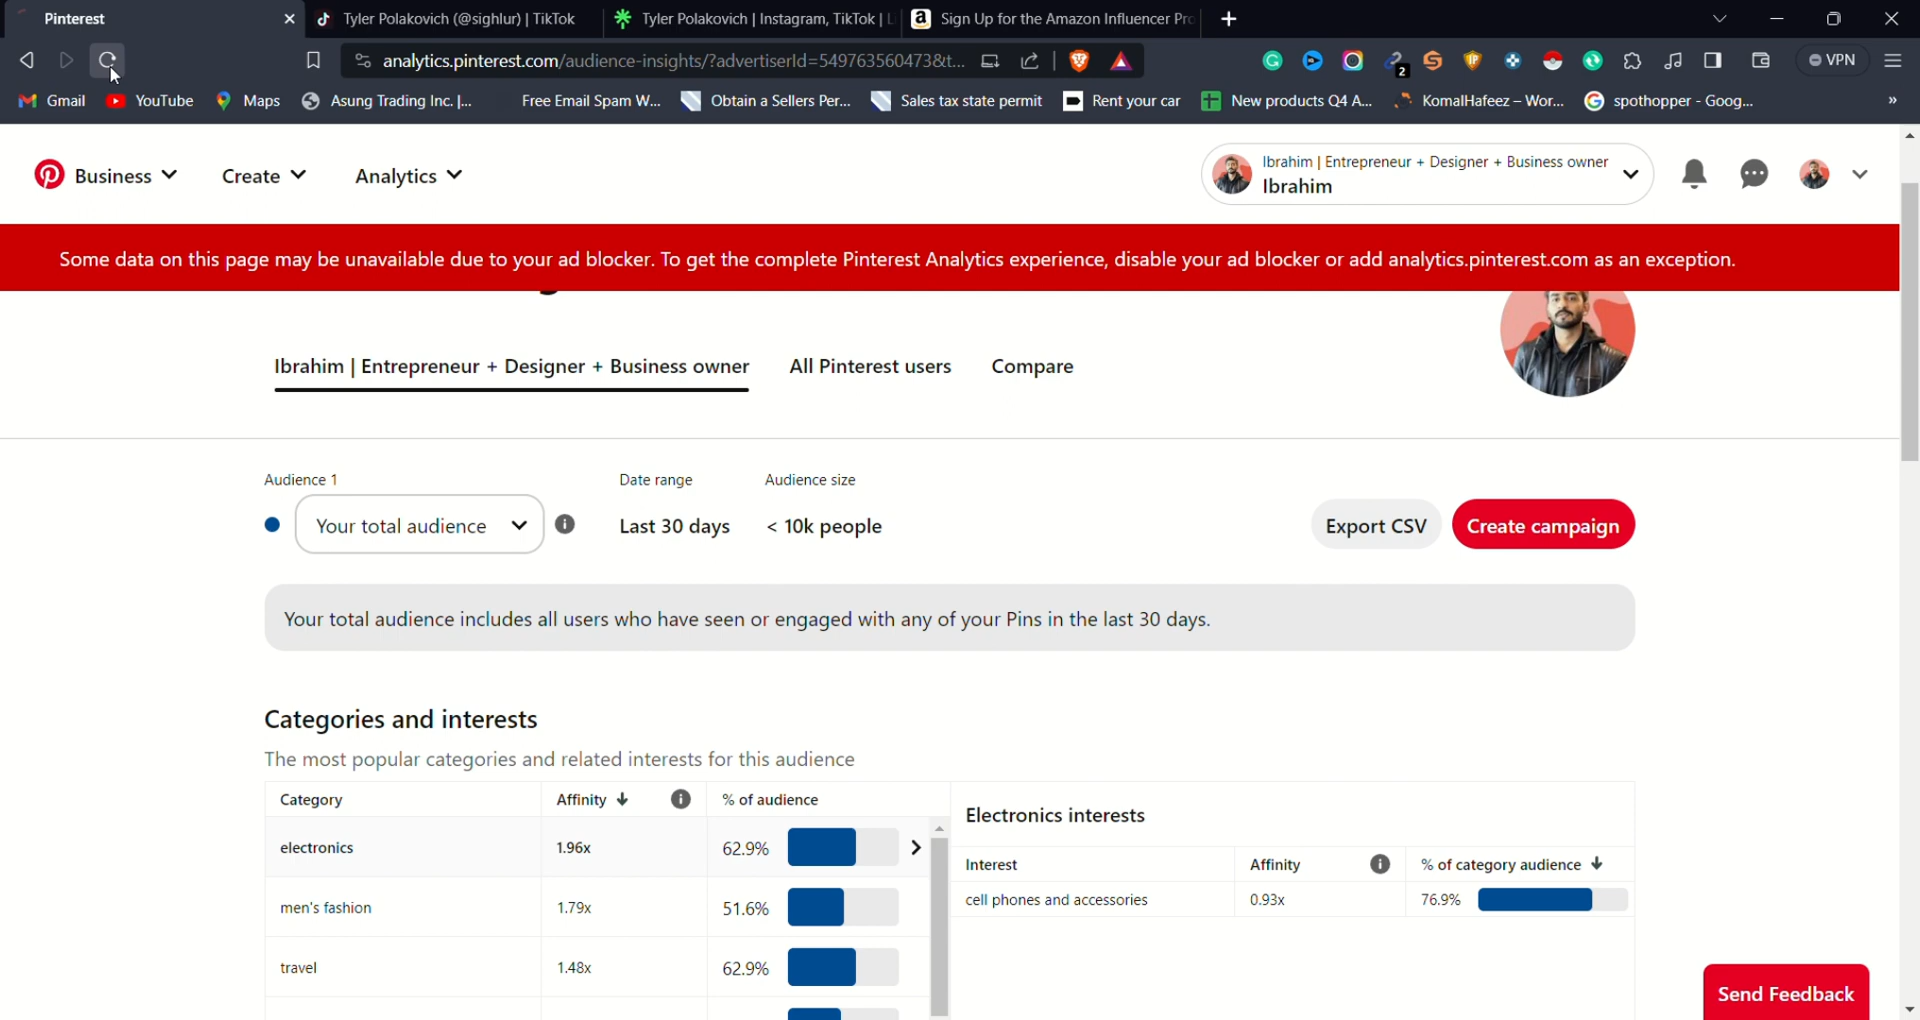 Pinterest
Tyler Polakovich (@sighlur) | TikTok
Tyler Polakovich | Instagram, TikTok | L
Sign Up for the Amazon Influencer Pro
analytics.pinterest.com/audience-insights/?advertiserId=549763560473&t...
2
VPN
Gmail
YouTube
Maps
Asung Trading Inc. |...
Free Email Spam W...
Obtain a Sellers Per...
Sales tax state permit
Rent your car
New products Q4 A...
KomalHafeez – Wor...
spothopper - Goog...
»
Business
Create
Analytics
Ibrahim | Entrepreneur + Designer + Business owner
Ibrahim
Some data on this page may be unavailable due to your ad blocker. To get the complete Pinterest Analytics experience, disable your ad blocker or add analytics.pinterest.com as an exception.
Ibrahim | Entrepreneur + Designer + Business owner
All Pinterest users
Compare
Audience 1
Date range
Audience size
Your total audience
Last 30 days
< 10k people
Export CSV
Create campaign
Your total audience includes all users who have seen or engaged with any of your Pins in the last 30 days.
Categories and interests
The most popular categories and related interests for this audience
Category
Affinity
% of audience
electronics
1.96x
62.9%
men's fashion
1.79x
51.6%
travel
1.48x
62.9%
Electronics interests
Interest
Affinity
% of category audience
cell phones and accessories
0.93x
76.9%
Send Feedback